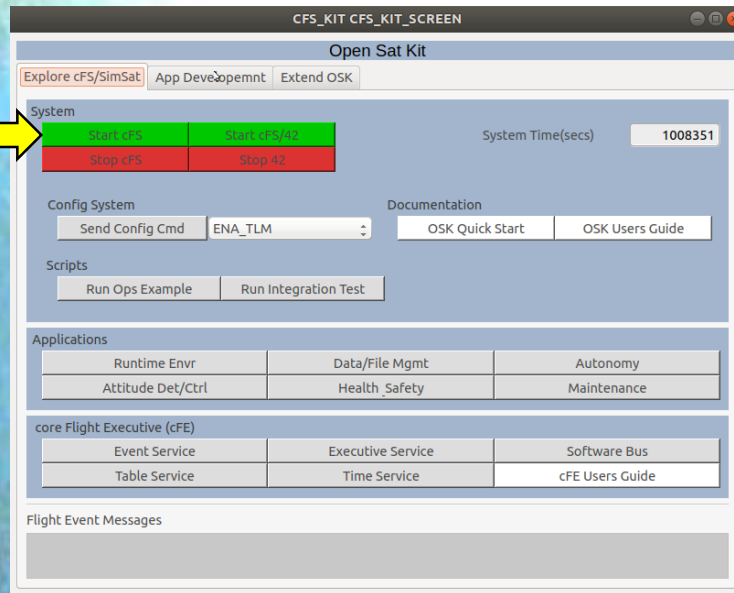 CFS_KIT CFS_KIT_SCREEN
Open Sat Kit
Explore cFS/SimSat App Developemnt Extend OSK
System
Start cFS Start cFS/42 System Time(secs) 1008351
Stop cFS Stop 42
Config System Documentation
Send Config Cmd ENA_TLM OSK Quick Start OSK Users Guide
Scripts
Run Ops Example Run Integration Test
Applications
Runtime Envr Data/File Mgmt Autonomy
Attitude Det/Ctrl Health_Safety Maintenance
core Flight Executive (cFE)
Event Service Executive Service Software Bus
Table Service Time Service cFE Users Guide
Flight Event Messages